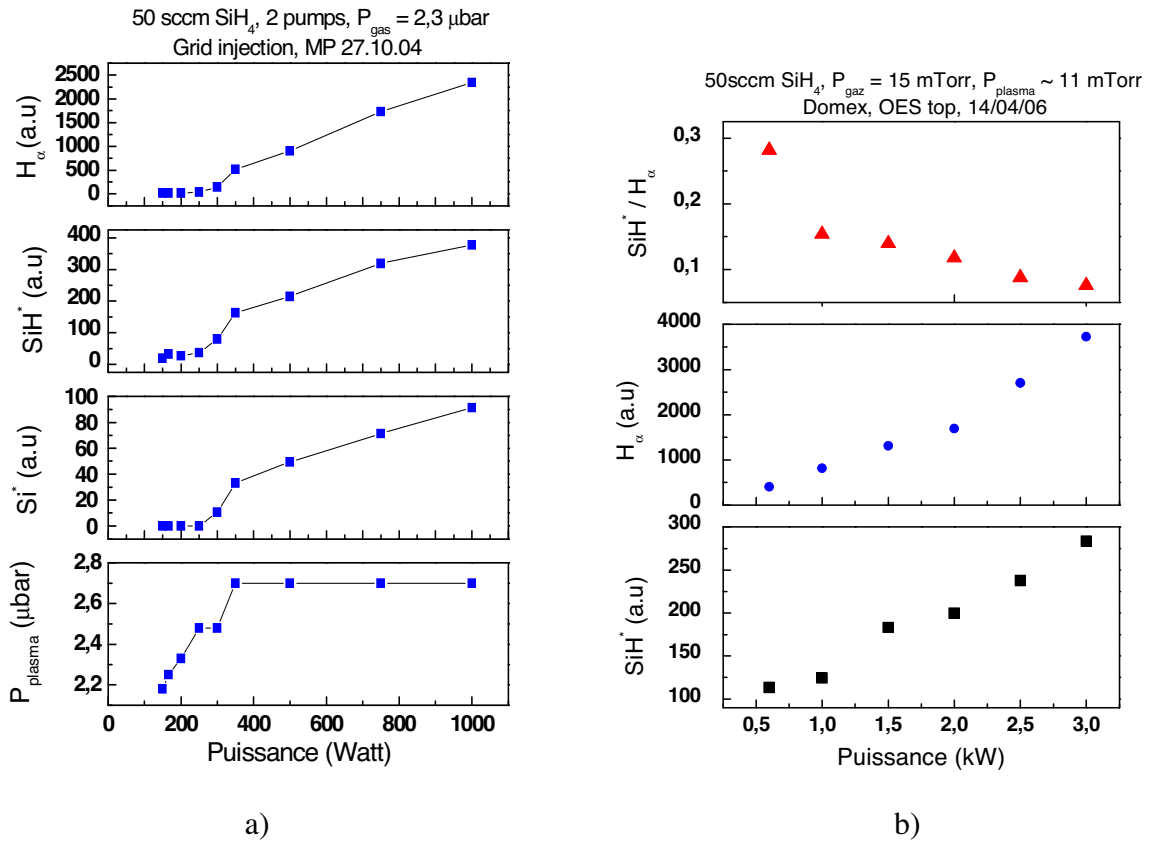 50 sccm SiH4, 2 pumps, Pgas = 2,3 µbar
Grid injection, MP 27.10.04
2500
2000
1500
1000
500
0
Hα (a.u)
400
300
200
100
0
SiH* (a.u)
100
80
60
40
20
0
Si* (a.u)
2,8
2,6
2,4
2,2
Pplasma (µbar)
0 200 400 600 800 1000
Puissance (Watt)
a)
50sccm SiH4, Pgaz = 15 mTorr, Pplasma ~ 11 mTorr
Domex, OES top, 14/04/06
0,3
0,2
0,1
SiH* / Hα
4000
3000
2000
1000
0
Hα (a.u)
300
250
200
150
100
SiH* (a.u)
0,5 1,0 1,5 2,0 2,5 3,0
Puissance (kW)
b)